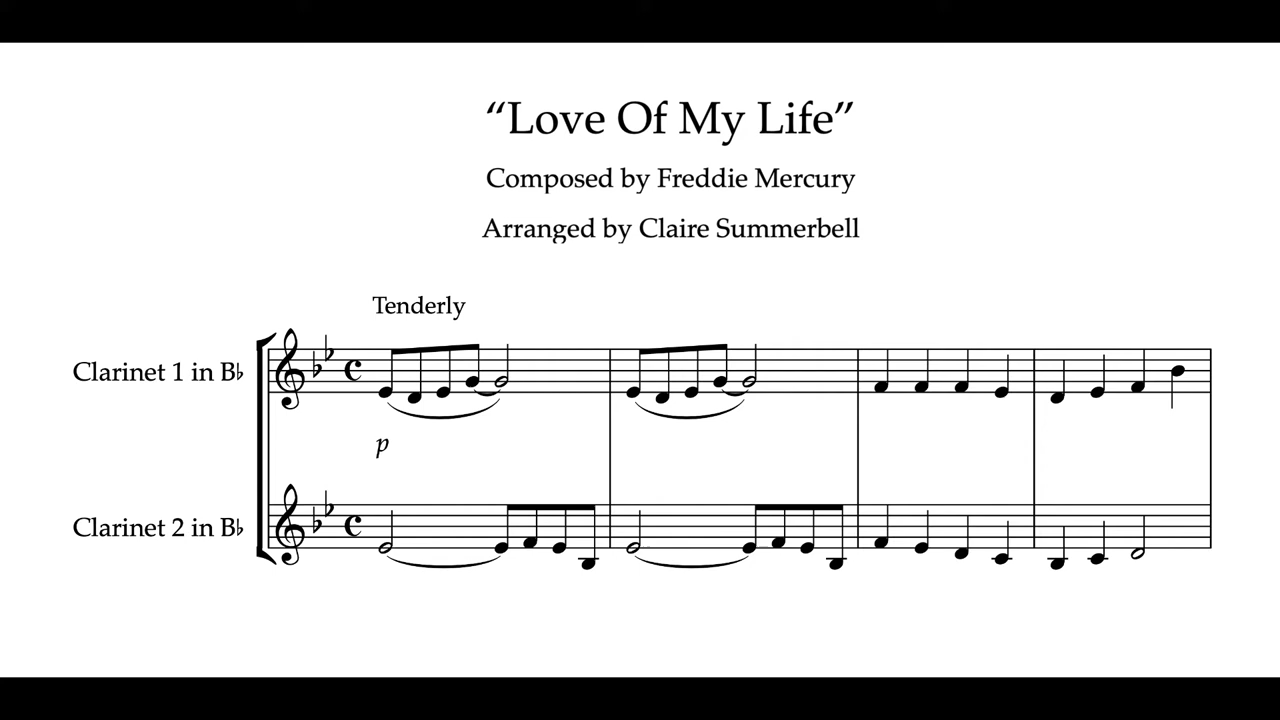 “Love Of My Life”
Composed by Freddie Mercury
Arranged by Claire Summerbell
Tenderly
Clarinet 1 in B♭
p
Clarinet 2 in B♭